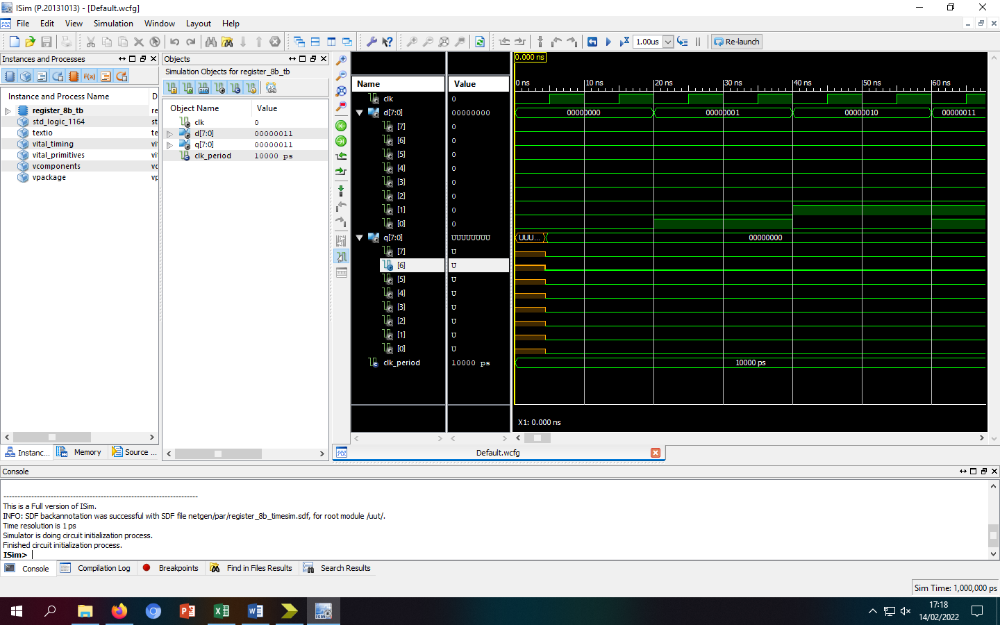 ISim (P.20131013) - [Default.wcfg]
File Edit View Simulation Window Layout Help
1.00us Re-launch
Instances and Processes
Instance and Process Name D
register_8b_tb re
std_logic_1164 st
textio te
vital_timing vi
vital_primitives vi
vcomponents vc
vpackage vp
Instanc... Memory Source ...
Objects
Simulation Objects for register_8b_tb
Object Name Value
clk 0
d[7:0] 00000011
q[7:0] 00000011
clk_period 10000 ps
0.000 ns
Name Value 0 ns 10 ns 20 ns 30 ns 40 ns 50 ns 60 ns
clk 0
d[7:0] 00000000 00000000 00000001 00000010 00000011
[7] 0
[6] 0
[5] 0
[4] 0
[3] 0
[2] 0
[1] 0
[0] 0
q[7:0] UUUUUUUU UUU... 00000000
[7] U
[6] U
[5] U
[4] U
[3] U
[2] U
[1] U
[0] U
clk_period 10000 ps 10000 ps
X1: 0.000 ns
Default.wcfg
Console
This is a Full version of ISim.
INFO: SDF backannotation was successful with SDF file netgen/par/register_8b_timesim.sdf, for root module /uut/.
Time resolution is 1 ps
Simulator is doing circuit initialization process.
Finished circuit initialization process.
ISim>
Console Compilation Log Breakpoints Find in Files Results Search Results
Sim Time: 1,000,000 ps
17:18
14/02/2022